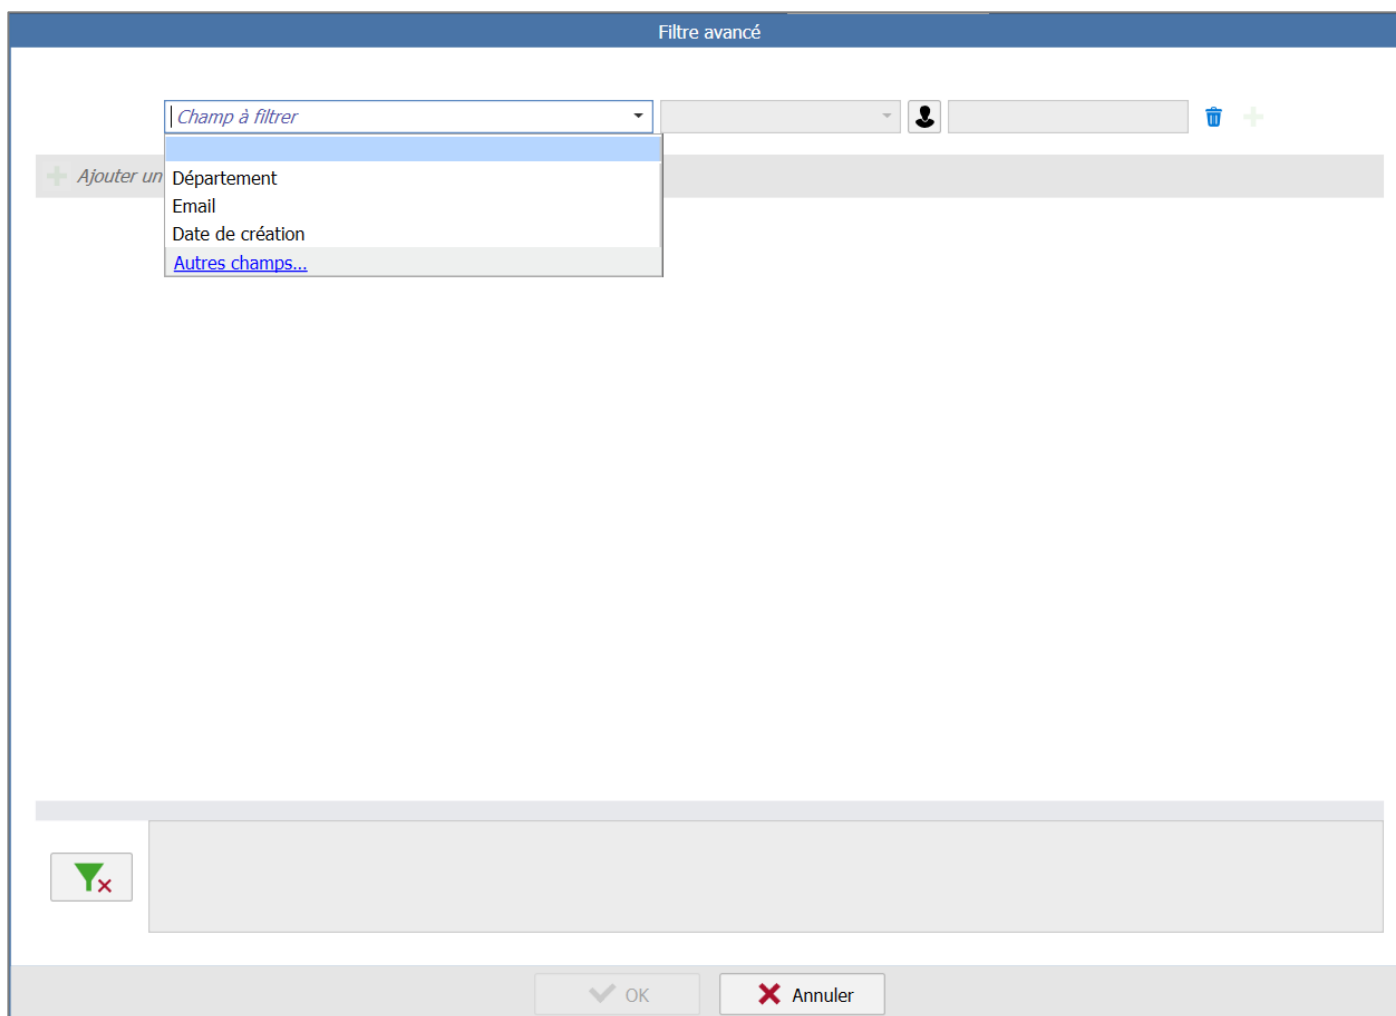 Filtre avancé
Champ à filtrer
Ajouter un
Département
Email
Date de création
Autres champs...
OK
Annuler